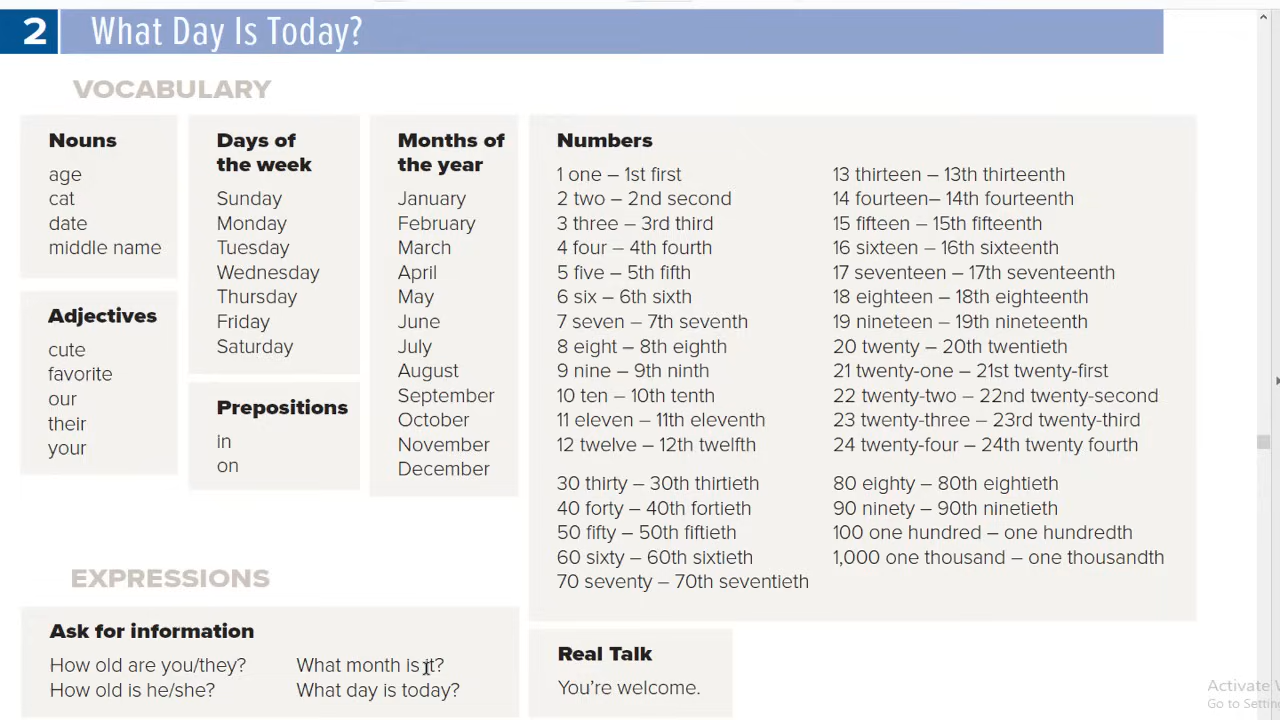 2 What Day Is Today?
VOCABULARY
Nouns
age
cat
date
middle name
Adjectives
cute
favorite
our
their
your
Days of
the week
Sunday
Monday
Tuesday
Wednesday
Thursday
Friday
Saturday
Prepositions
in
on
Months of
the year
January
February
March
April
May
June
July
August
September
October
November
December
Numbers
1 one – 1st first
2 two – 2nd second
3 three – 3rd third
4 four – 4th fourth
5 five – 5th fifth
6 six – 6th sixth
7 seven – 7th seventh
8 eight – 8th eighth
9 nine – 9th ninth
10 ten – 10th tenth
11 eleven – 11th eleventh
12 twelve – 12th twelfth
13 thirteen – 13th thirteenth
14 fourteen– 14th fourteenth
15 fifteen – 15th fifteenth
16 sixteen – 16th sixteenth
17 seventeen – 17th seventeenth
18 eighteen – 18th eighteenth
19 nineteen – 19th nineteenth
20 twenty – 20th twentieth
21 twenty-one – 21st twenty-first
22 twenty-two – 22nd twenty-second
23 twenty-three – 23rd twenty-third
24 twenty-four – 24th twenty fourth
30 thirty – 30th thirtieth
40 forty – 40th fortieth
50 fifty – 50th fiftieth
60 sixty – 60th sixtieth
70 seventy – 70th seventieth
80 eighty – 80th eightieth
90 ninety – 90th ninetieth
100 one hundred – one hundredth
1,000 one thousand – one thousandth
EXPRESSIONS
Ask for information
How old are you/they?
How old is he/she?
What month is it?
What day is today?
Real Talk
You're welcome.
Activate
Go to